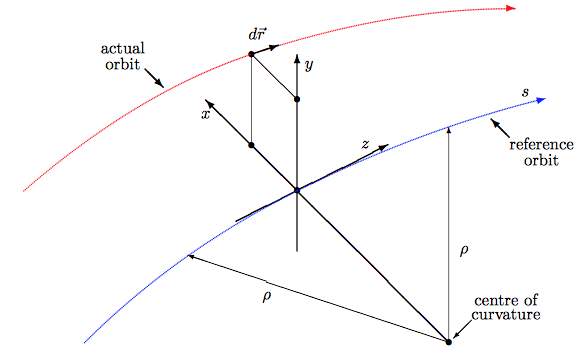 dr⃗
actual
orbit
y
s
x
z
reference
orbit
ρ
ρ
centre of
curvature